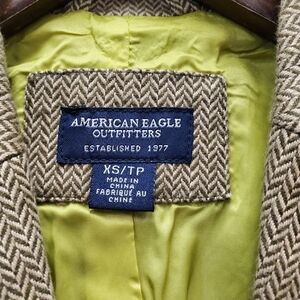 AMERICAN EAGLE
OUTFITTERS
ESTABLISHED 1977
XS/TP
MADE IN
CHINA
FABRIQUÉ AU
CHINE